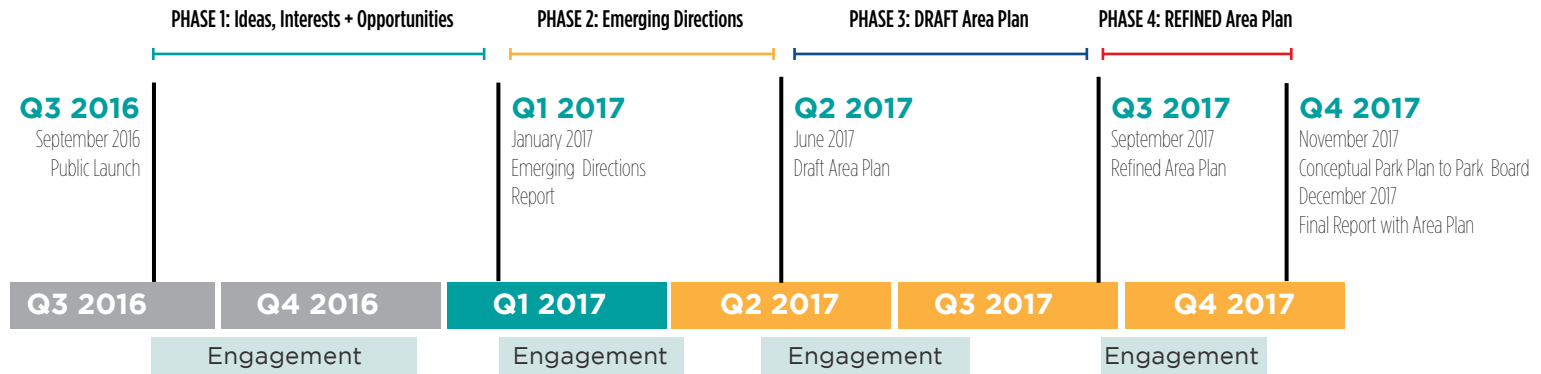 PHASE 1: Ideas, Interests + Opportunities
PHASE 2: Emerging Directions
PHASE 3: DRAFT Area Plan
PHASE 4: REFINED Area Plan
Q3 2016
September 2016
Public Launch
Q1 2017
January 2017
Emerging Directions
Report
Q2 2017
June 2017
Draft Area Plan
Q3 2017
September 2017
Refined Area Plan
Q4 2017
November 2017
Conceptual Park Plan to Park Board
December 2017
Final Report with Area Plan
Q3 2016
Q4 2016
Q1 2017
Q2 2017
Q3 2017
Q4 2017
Engagement
Engagement
Engagement
Engagement